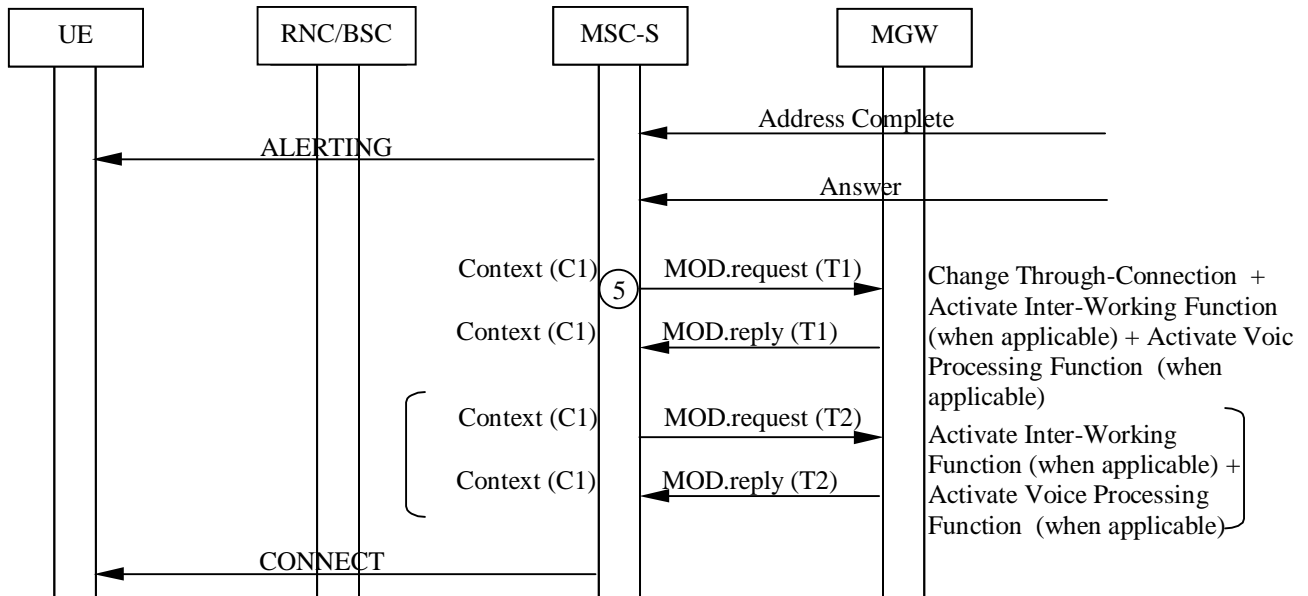 UE
RNC/BSC
MSC-S
MGW
Address Complete
ALERTING
Answer
Context (C1)
5
MOD.request (T1)
Change Through-Connection +
Activate Inter-Working Function
(when applicable) + Activate Voic
Processing Function (when
applicable)
Context (C1)
MOD.reply (T1)
Context (C1)
MOD.request (T2)
Activate Inter-Working
Function (when applicable) +
Activate Voice Processing
Function (when applicable)
Context (C1)
MOD.reply (T2)
CONNECT